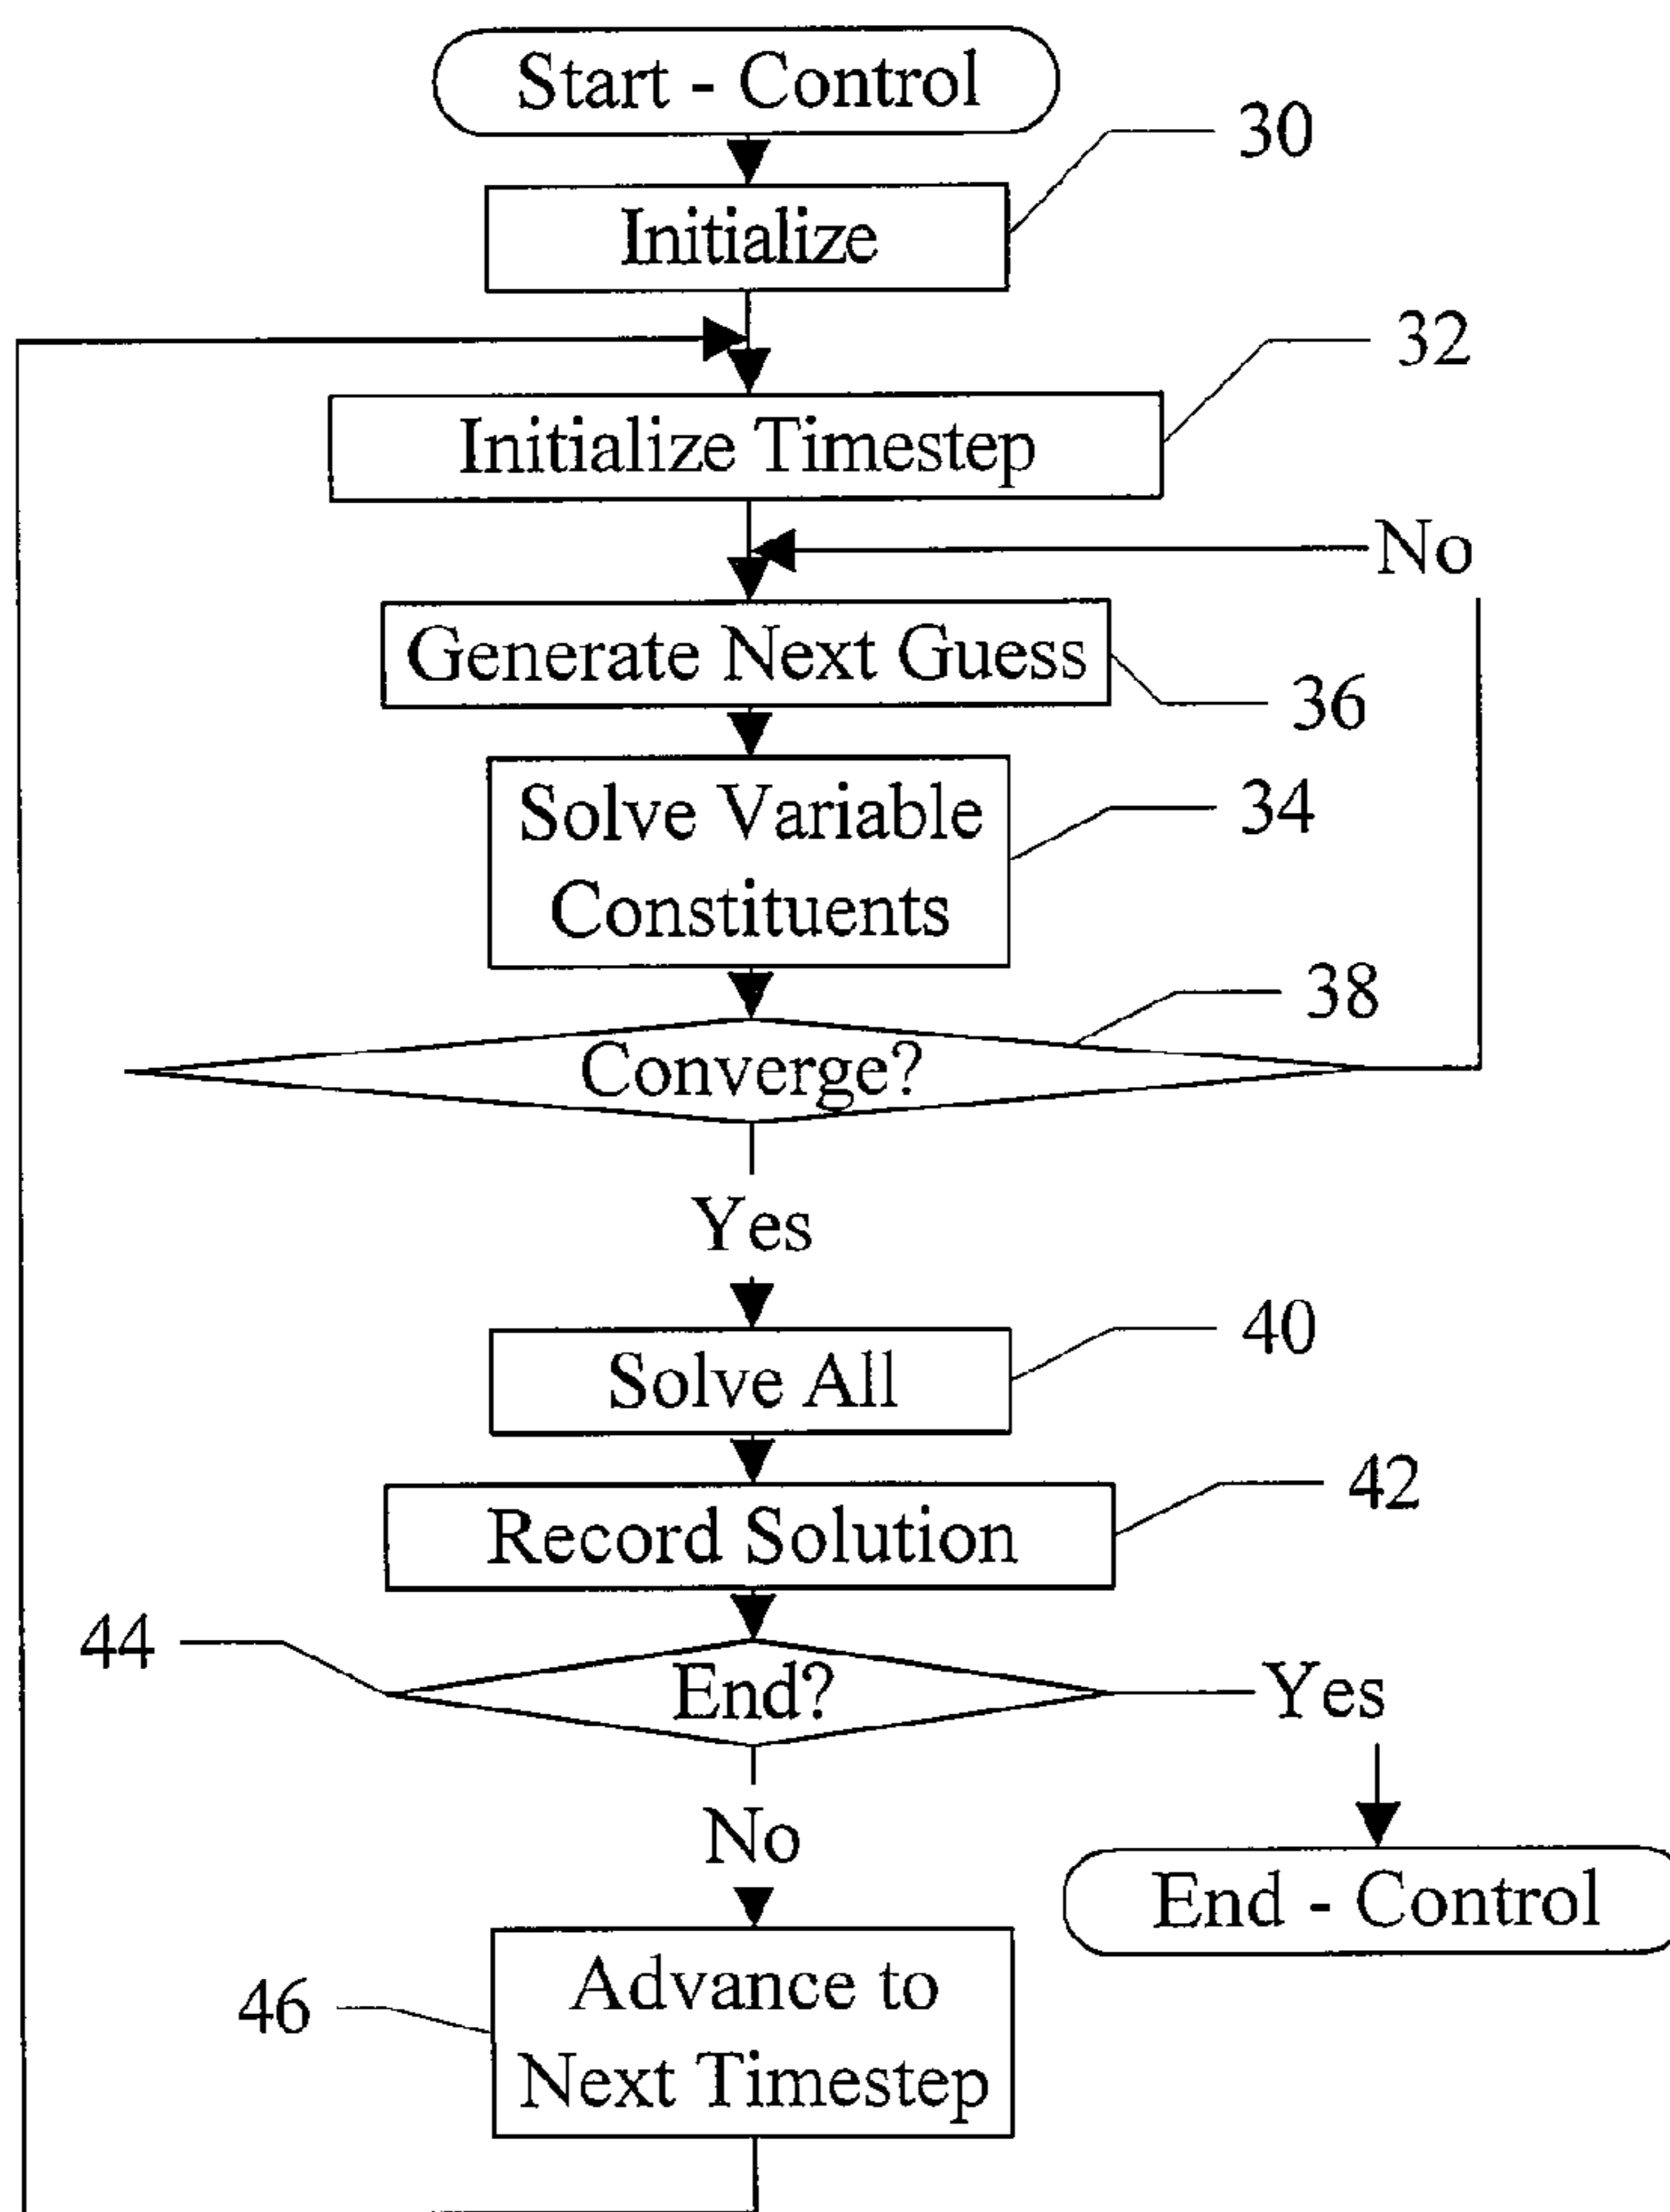 Start - Control
30
Initialize
32
Initialize Timestep
No
Generate Next Guess
36
Solve Variable
Constituents
34
38
Converge?
Yes
40
Solve All
42
Record Solution
44
End?
Yes
No
End - Control
46
Advance to
Next Timestep